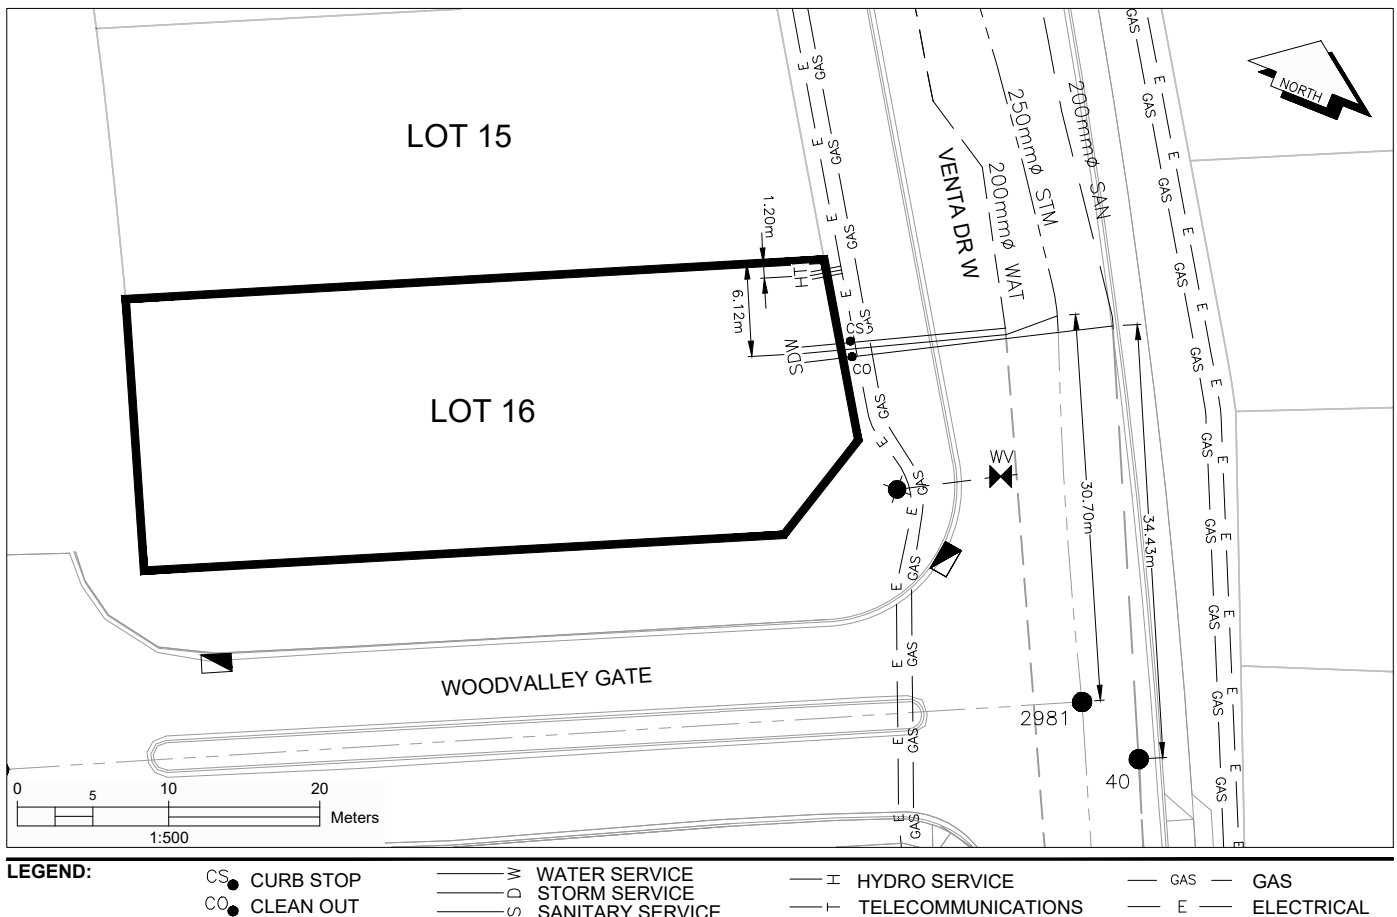 LOT 15
LOT 16
NORTH
VENTA DR W
200mmø WAT
250mmø STM
200mmø SAN
1.20m
6.12m
HT
WDS
CS
CO
WV
30.70m
34.43m
2981
40
WOODVALLEY GATE
GAS
E
0 5 10 20
Meters
1:500
LEGEND:
CS CURB STOP
CO CLEAN OUT
W WATER SERVICE
D STORM SERVICE
S SANITARY SERVICE
H HYDRO SERVICE
T TELECOMMUNICATIONS
GAS GAS
E ELECTRICAL